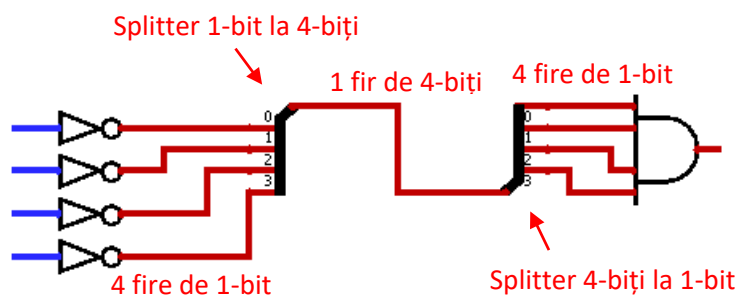 Splitter 1-bit la 4-biți
1 fir de 4-biți
4 fire de 1-bit
0
1
2
3
0
1
2
3
4 fire de 1-bit
Splitter 4-biți la 1-bit